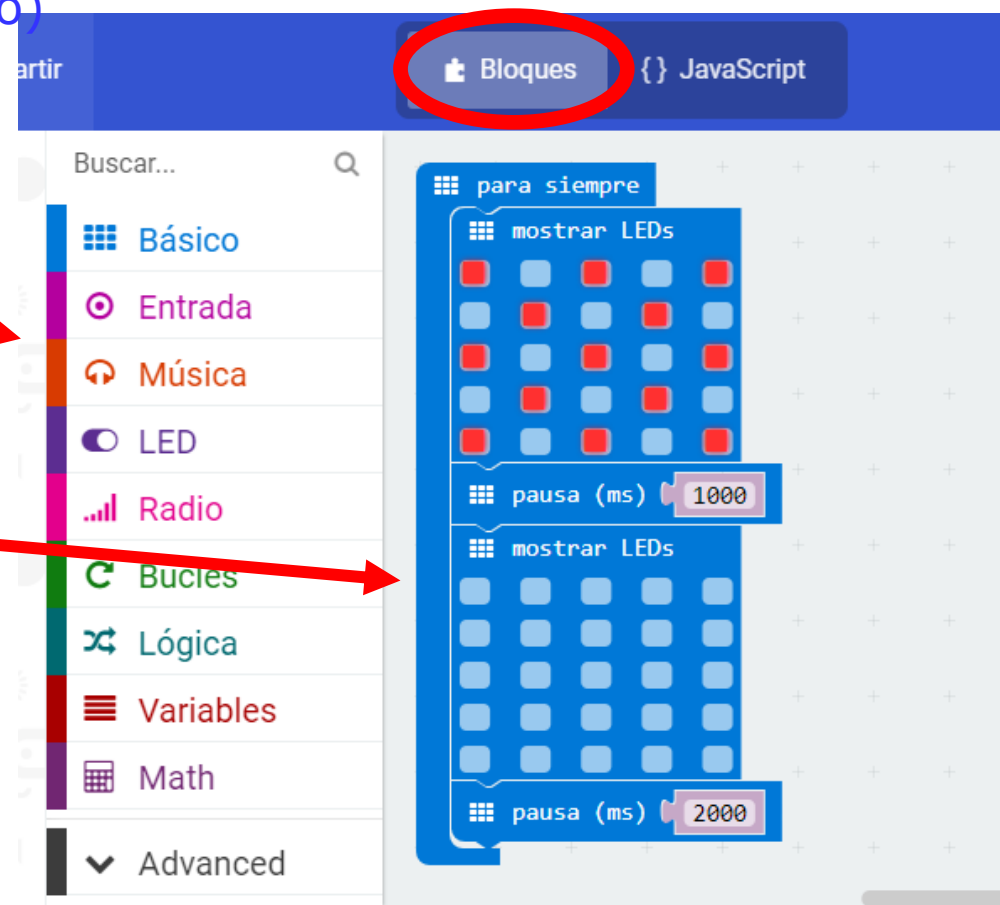 ó)
artir
Bloques
{ } JavaScript
Buscar...
Básico
Entrada
Música
LED
Radio
Bucles
Lógica
Variables
Math
Advanced
para siempre
mostrar LEDs
pausa (ms) 1000
mostrar LEDs
pausa (ms) 2000